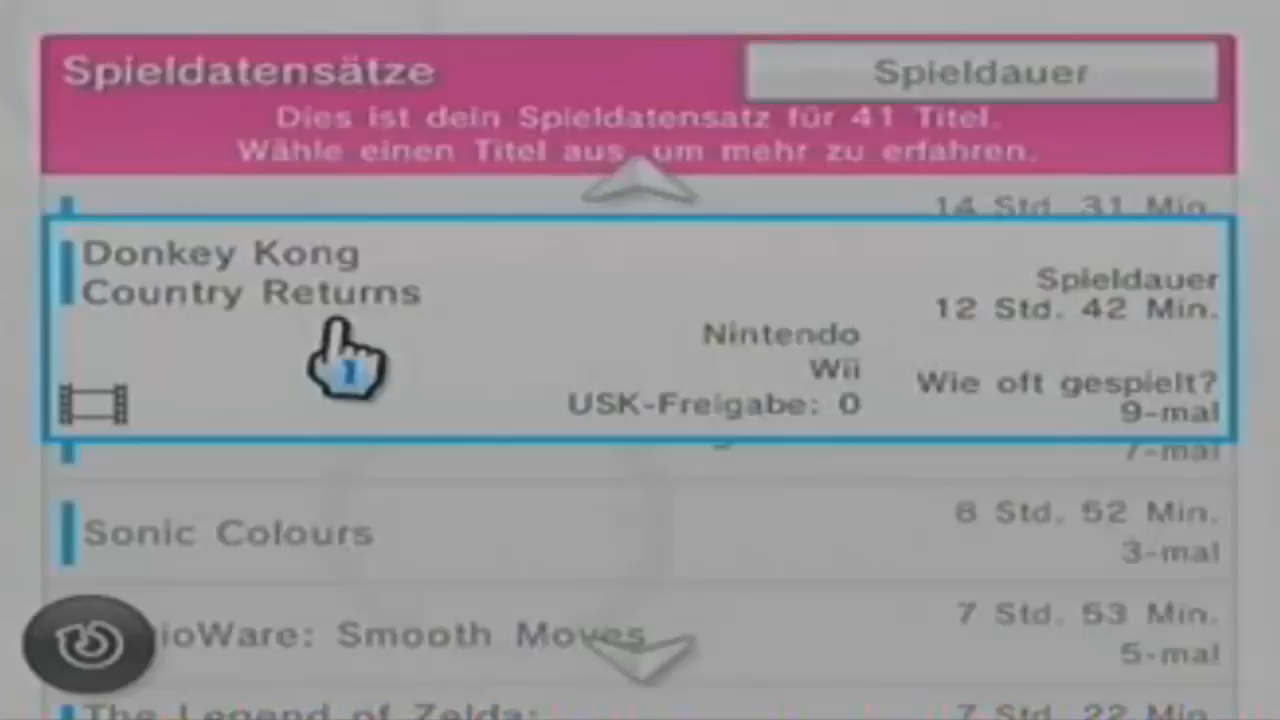 Spieldatensätze
Spieldauer
Dies ist dein Spieldatensatz für 41 Titel.
Wähle einen Titel aus, um mehr zu erfahren.
14 Std. 31 Min.
Donkey Kong
Country Returns
Spieldauer
12 Std. 42 Min.
Nintendo
Wii
USK-Freigabe: 0
Wie oft gespielt?
9-mal
1
7-mal
Sonic Colours
8 Std. 52 Min.
3-mal
ioWare: Smooth Moves
7 Std. 53 Min.
5-mal
The Legend of Zelda:
7 Std. 22 Min.